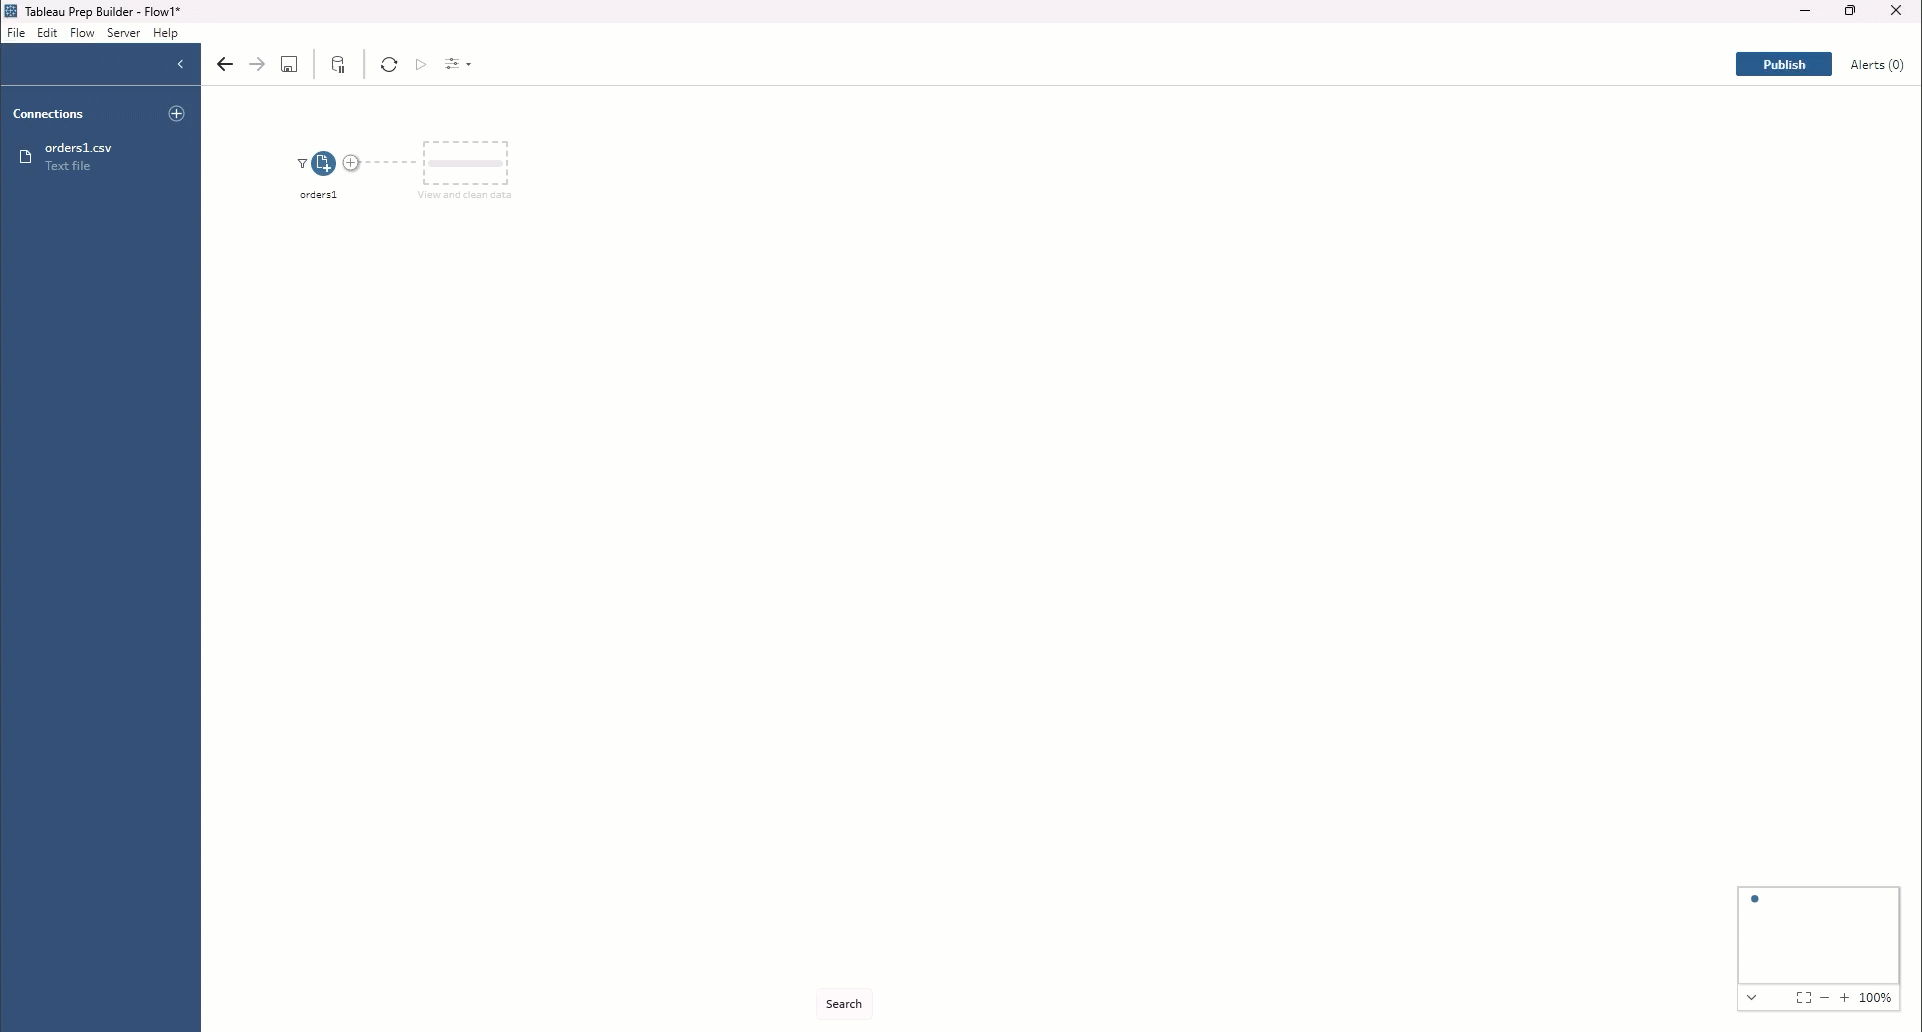 Tableau Prep Builder - Flow1*
File Edit Flow Server Help
Publish Alerts (0)
Connections
orders1.csv
Text file
orders1
View and clean data
Search
100%